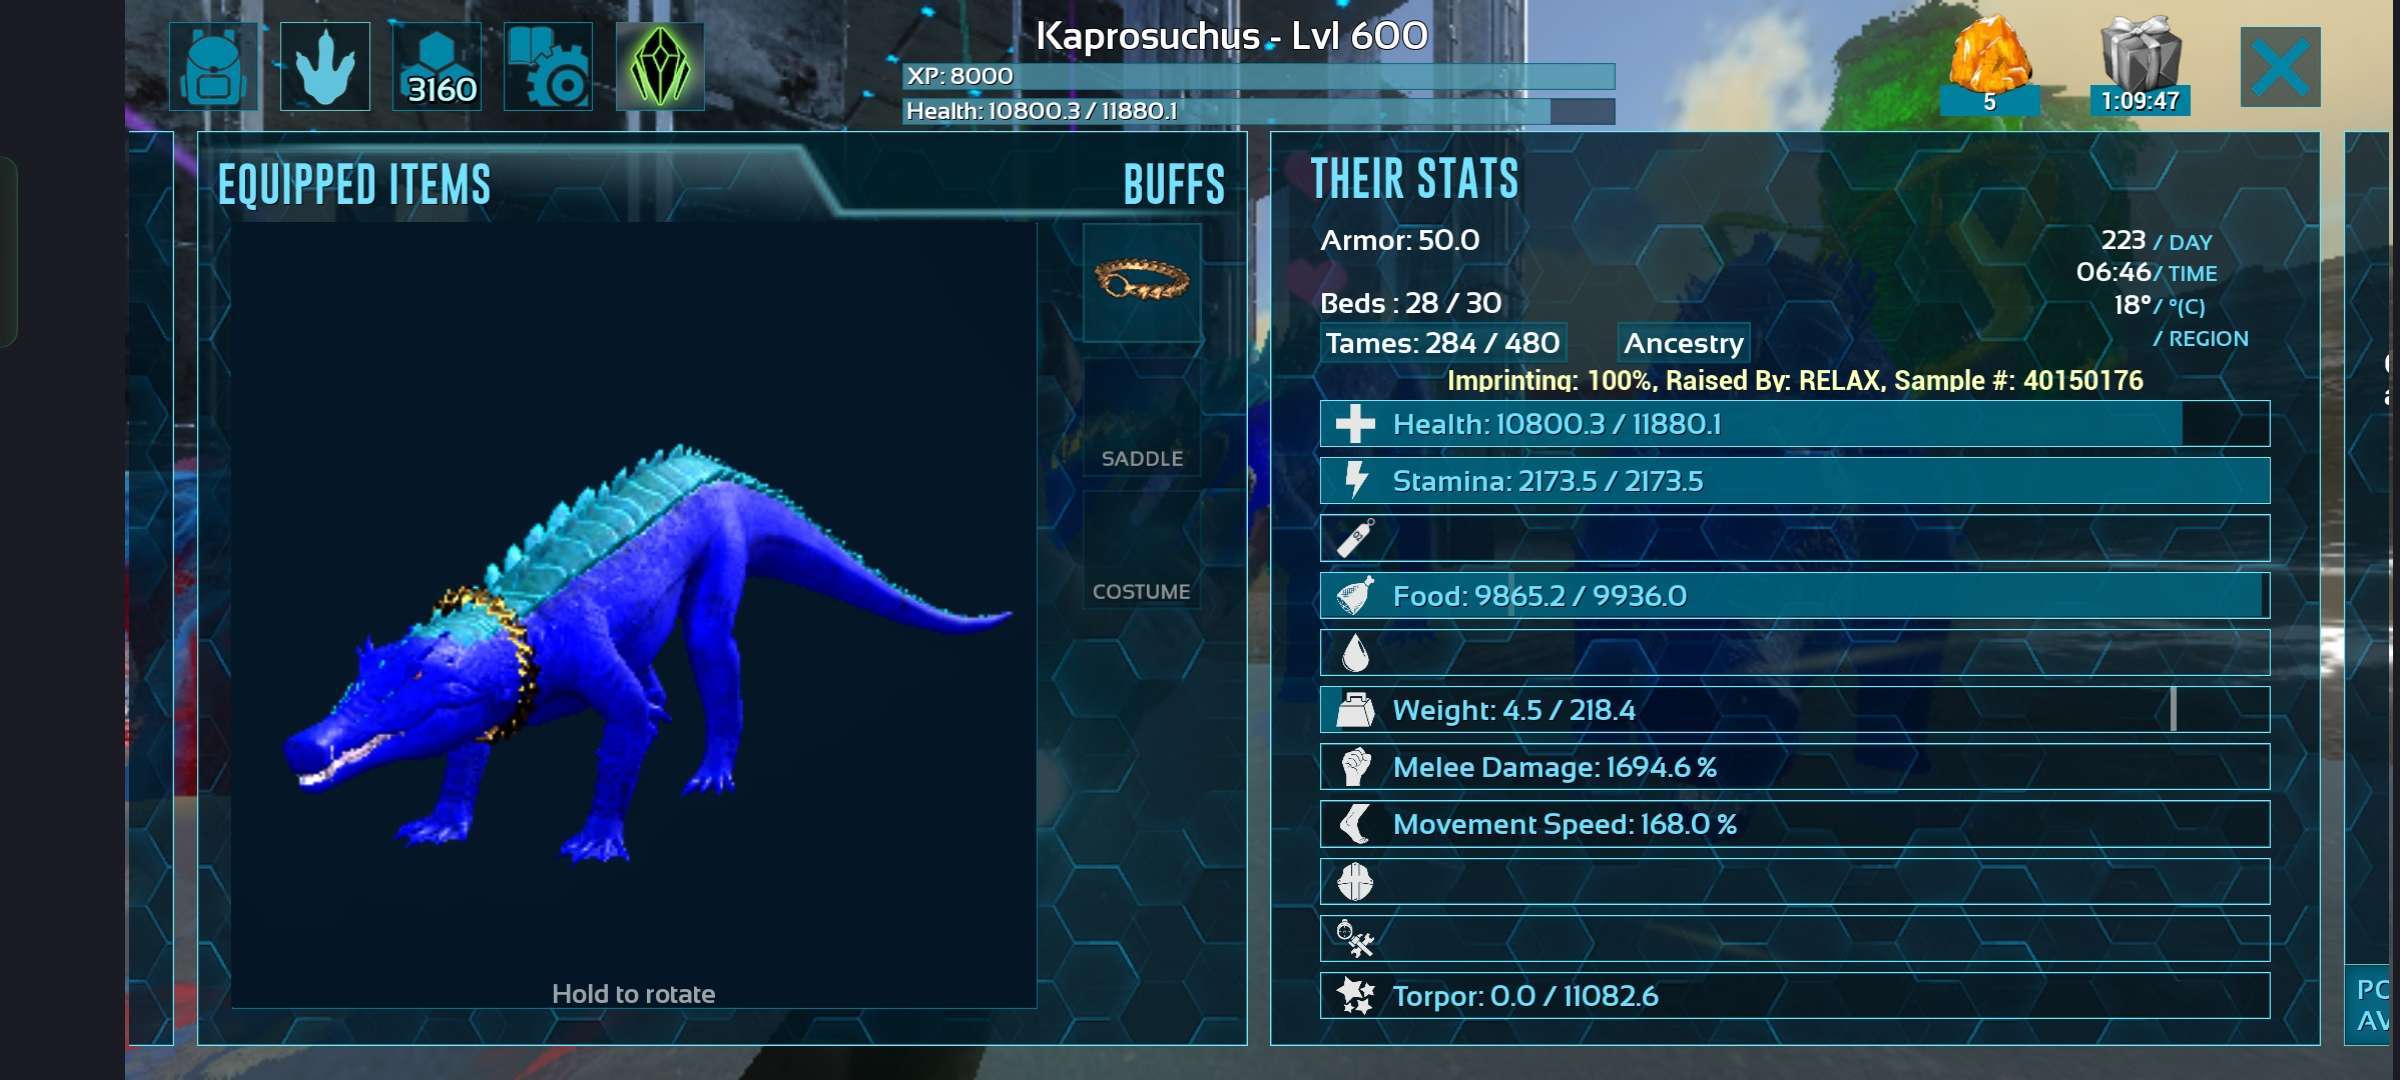 Kaprosuchus - Lvl 600
3160
XP: 8000
Health: 10800.3 / 11880.1
5
1:09:47
EQUIPPED ITEMS
BUFFS
SADDLE
COSTUME
Hold to rotate
THEIR STATS
Armor: 50.0
223 / DAY
06:46 / TIME
18° / °(C)
/ REGION
Beds : 28 / 30
Tames: 284 / 480
Ancestry
Imprinting: 100%, Raised By: RELAX, Sample #: 40150176
Health: 10800.3 / 11880.1
Stamina: 2173.5 / 2173.5
Food: 9865.2 / 9936.0
Weight: 4.5 / 218.4
Melee Damage: 1694.6 %
Movement Speed: 168.0 %
Torpor: 0.0 / 11082.6